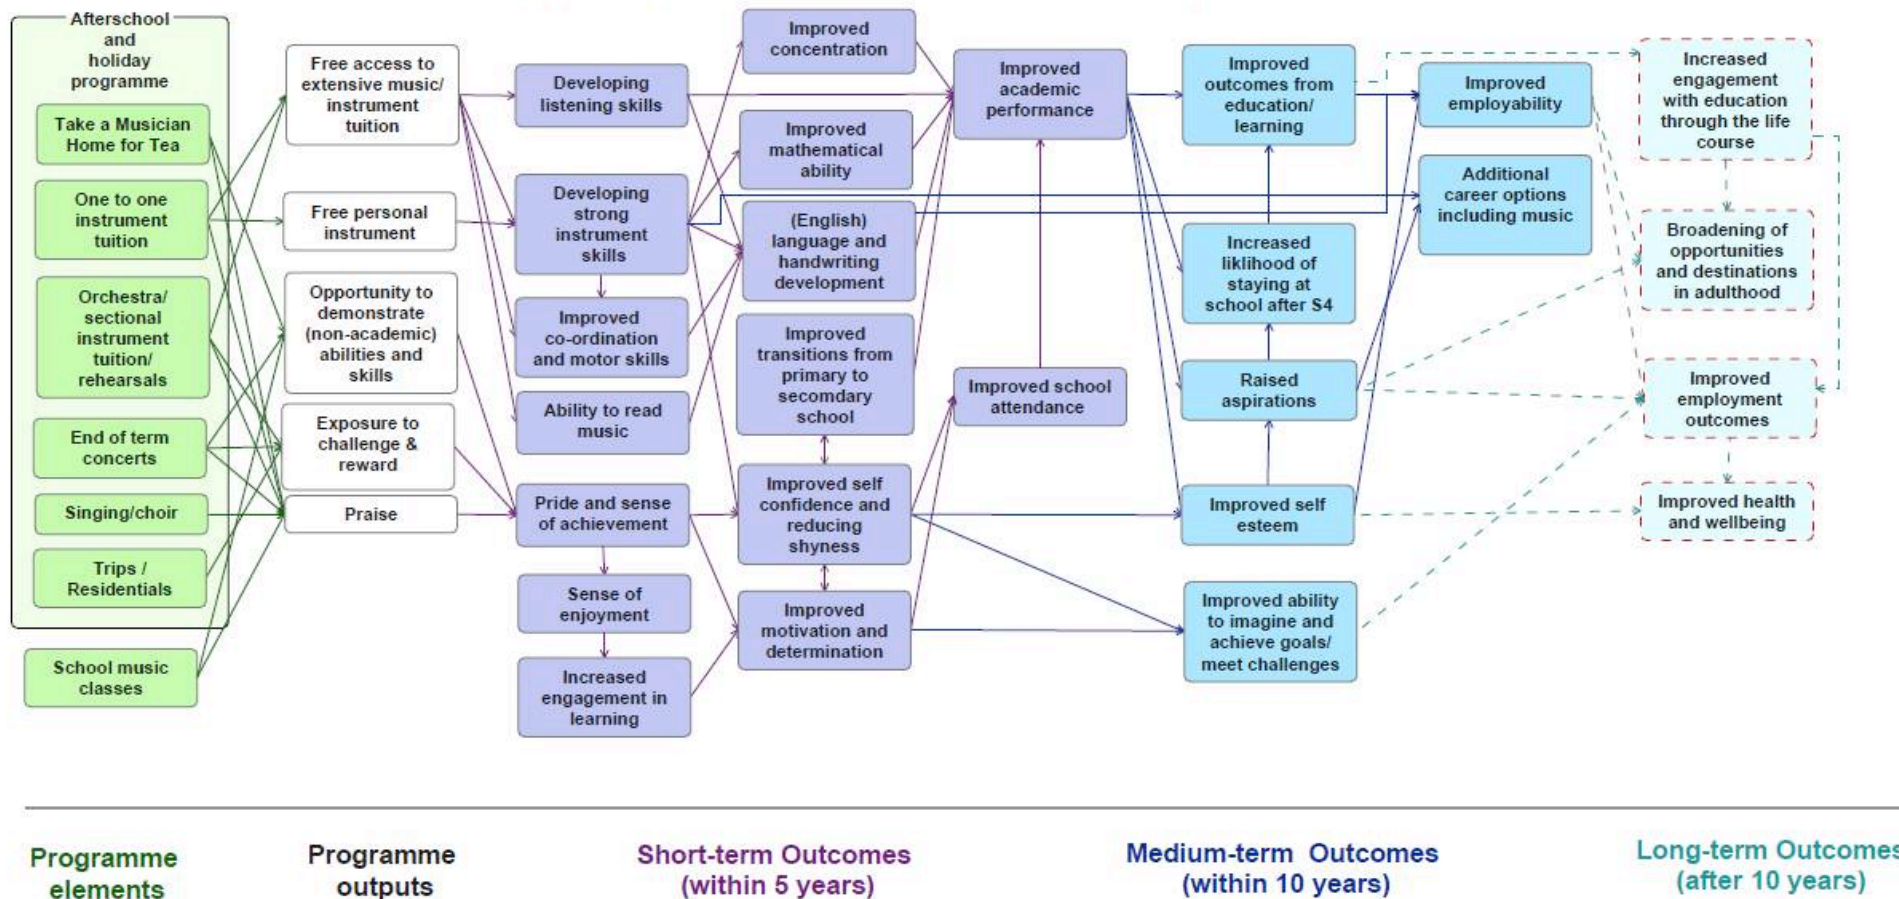 Afterschool
and
holiday
programme
Take a Musician
Home for Tea
One to one
instrument
tuition
Orchestra/
sectional
instrument
tuition/
rehearsals
End of term
concerts
Singing/choir
Trips /
Residentials
School music
classes
Free access to
extensive music/
instrument
tuition
Free personal
instrument
Opportunity to
demonstrate
(non-academic)
abilities and
skills
Exposure to
challenge &
reward
Praise
Developing
listening skills
Developing
strong
instrument
skills
Improved
co-ordination
and motor skills
Ability to read
music
Pride and sense
of achievement
Sense of
enjoyment
Increased
engagement in
learning
Improved
concentration
Improved
mathematical
ability
(English)
language and
handwriting
development
Improved
transitions from
primary to
secomdary
school
Improved self
confidence and
reducing
shyness
Improved
motivation and
determination
Improved
academic
performance
Improved school
attendance
Improved
outcomes from
education/
learning
Increased
liklihood of
staying at
school after S4
Raised
aspirations
Improved self
esteem
Improved ability
to imagine and
achieve goals/
meet challenges
Improved
employability
Additional
career options
including music
Increased
engagement
with education
through the life
course
Broadening of
opportunities
and destinations
in adulthood
Improved
employment
outcomes
Improved health
and wellbeing
Programme
elements
Programme
outputs
Short-term Outcomes
(within 5 years)
Medium-term Outcomes
(within 10 years)
Long-term Outcomes
(after 10 years)